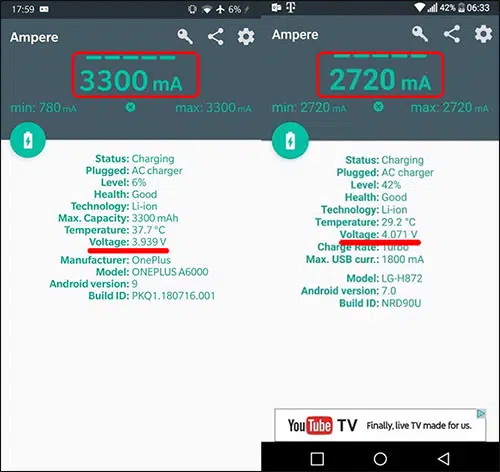 17:59
6%
Ampere
3300 mA
min: 780 mA
max: 3300 mA
Status: Charging
Plugged: AC charger
Level: 6%
Health: Good
Technology: Li-ion
Max. Capacity: 3300 mAh
Temperature: 37.7 °C
Voltage: 3.939 V
Manufacturer: OnePlus
Model: ONEPLUS A6000
Android version: 9
Build ID: PKQ1.180716.001
42% 06:33
Ampere
2720 mA
min: 2720 mA
max: 2720 mA
Status: Charging
Plugged: AC charger
Level: 42%
Health: Good
Technology: Li-ion
Temperature: 29.2 °C
Voltage: 4.071 V
Charge Rate: Turbo
Max. USB curr.: 1800 mA
Model: LG-H872
Android version: 7.0
Build ID: NRD90U
YouTube TV
Finally, live TV made for us.